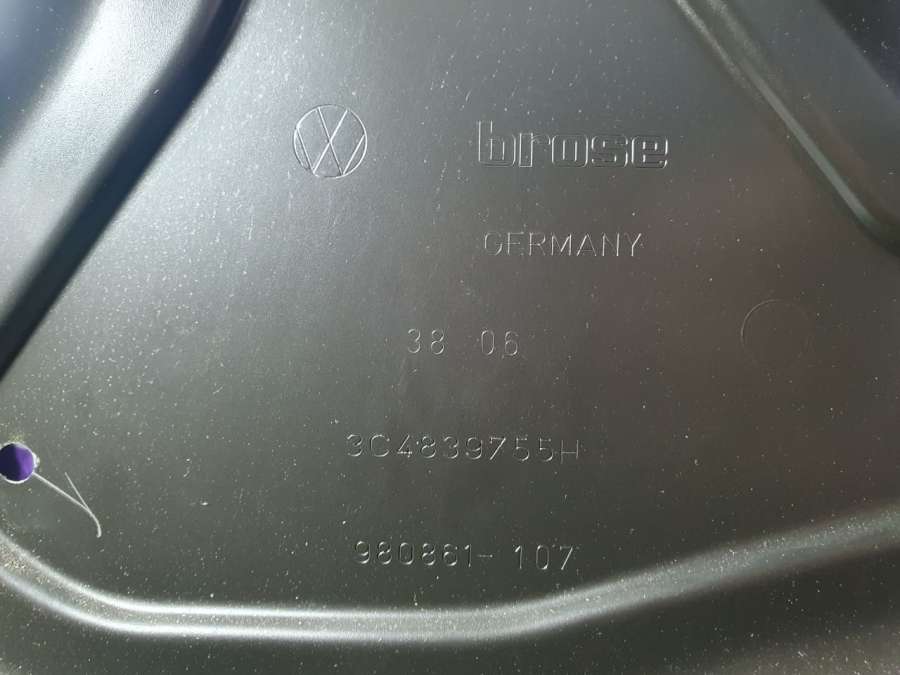 brose
GERMANY
38 06
3C4839755H
980861-107